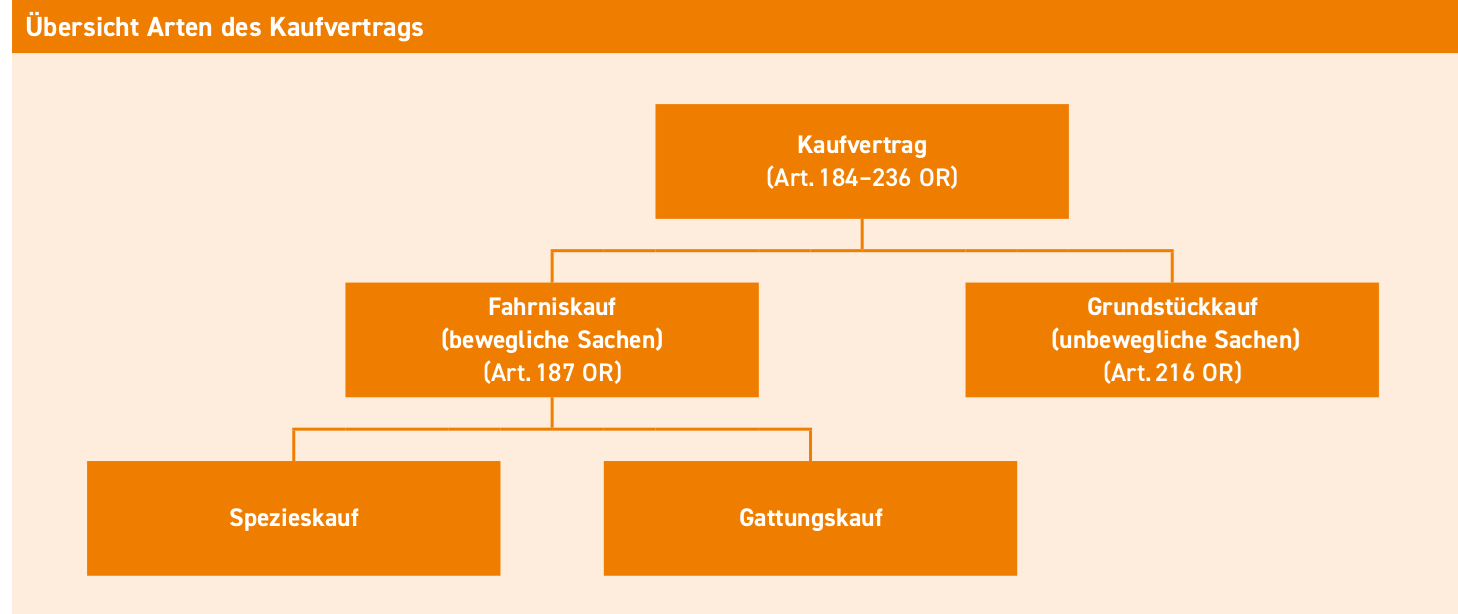 Übersicht Arten des Kaufvertrags
Kaufvertrag
(Art. 184–236 OR)
Fahrniskauf
(bewegliche Sachen)
(Art. 187 OR)
Grundstückkauf
(unbewegliche Sachen)
(Art. 216 OR)
Spezieskauf
Gattungskauf